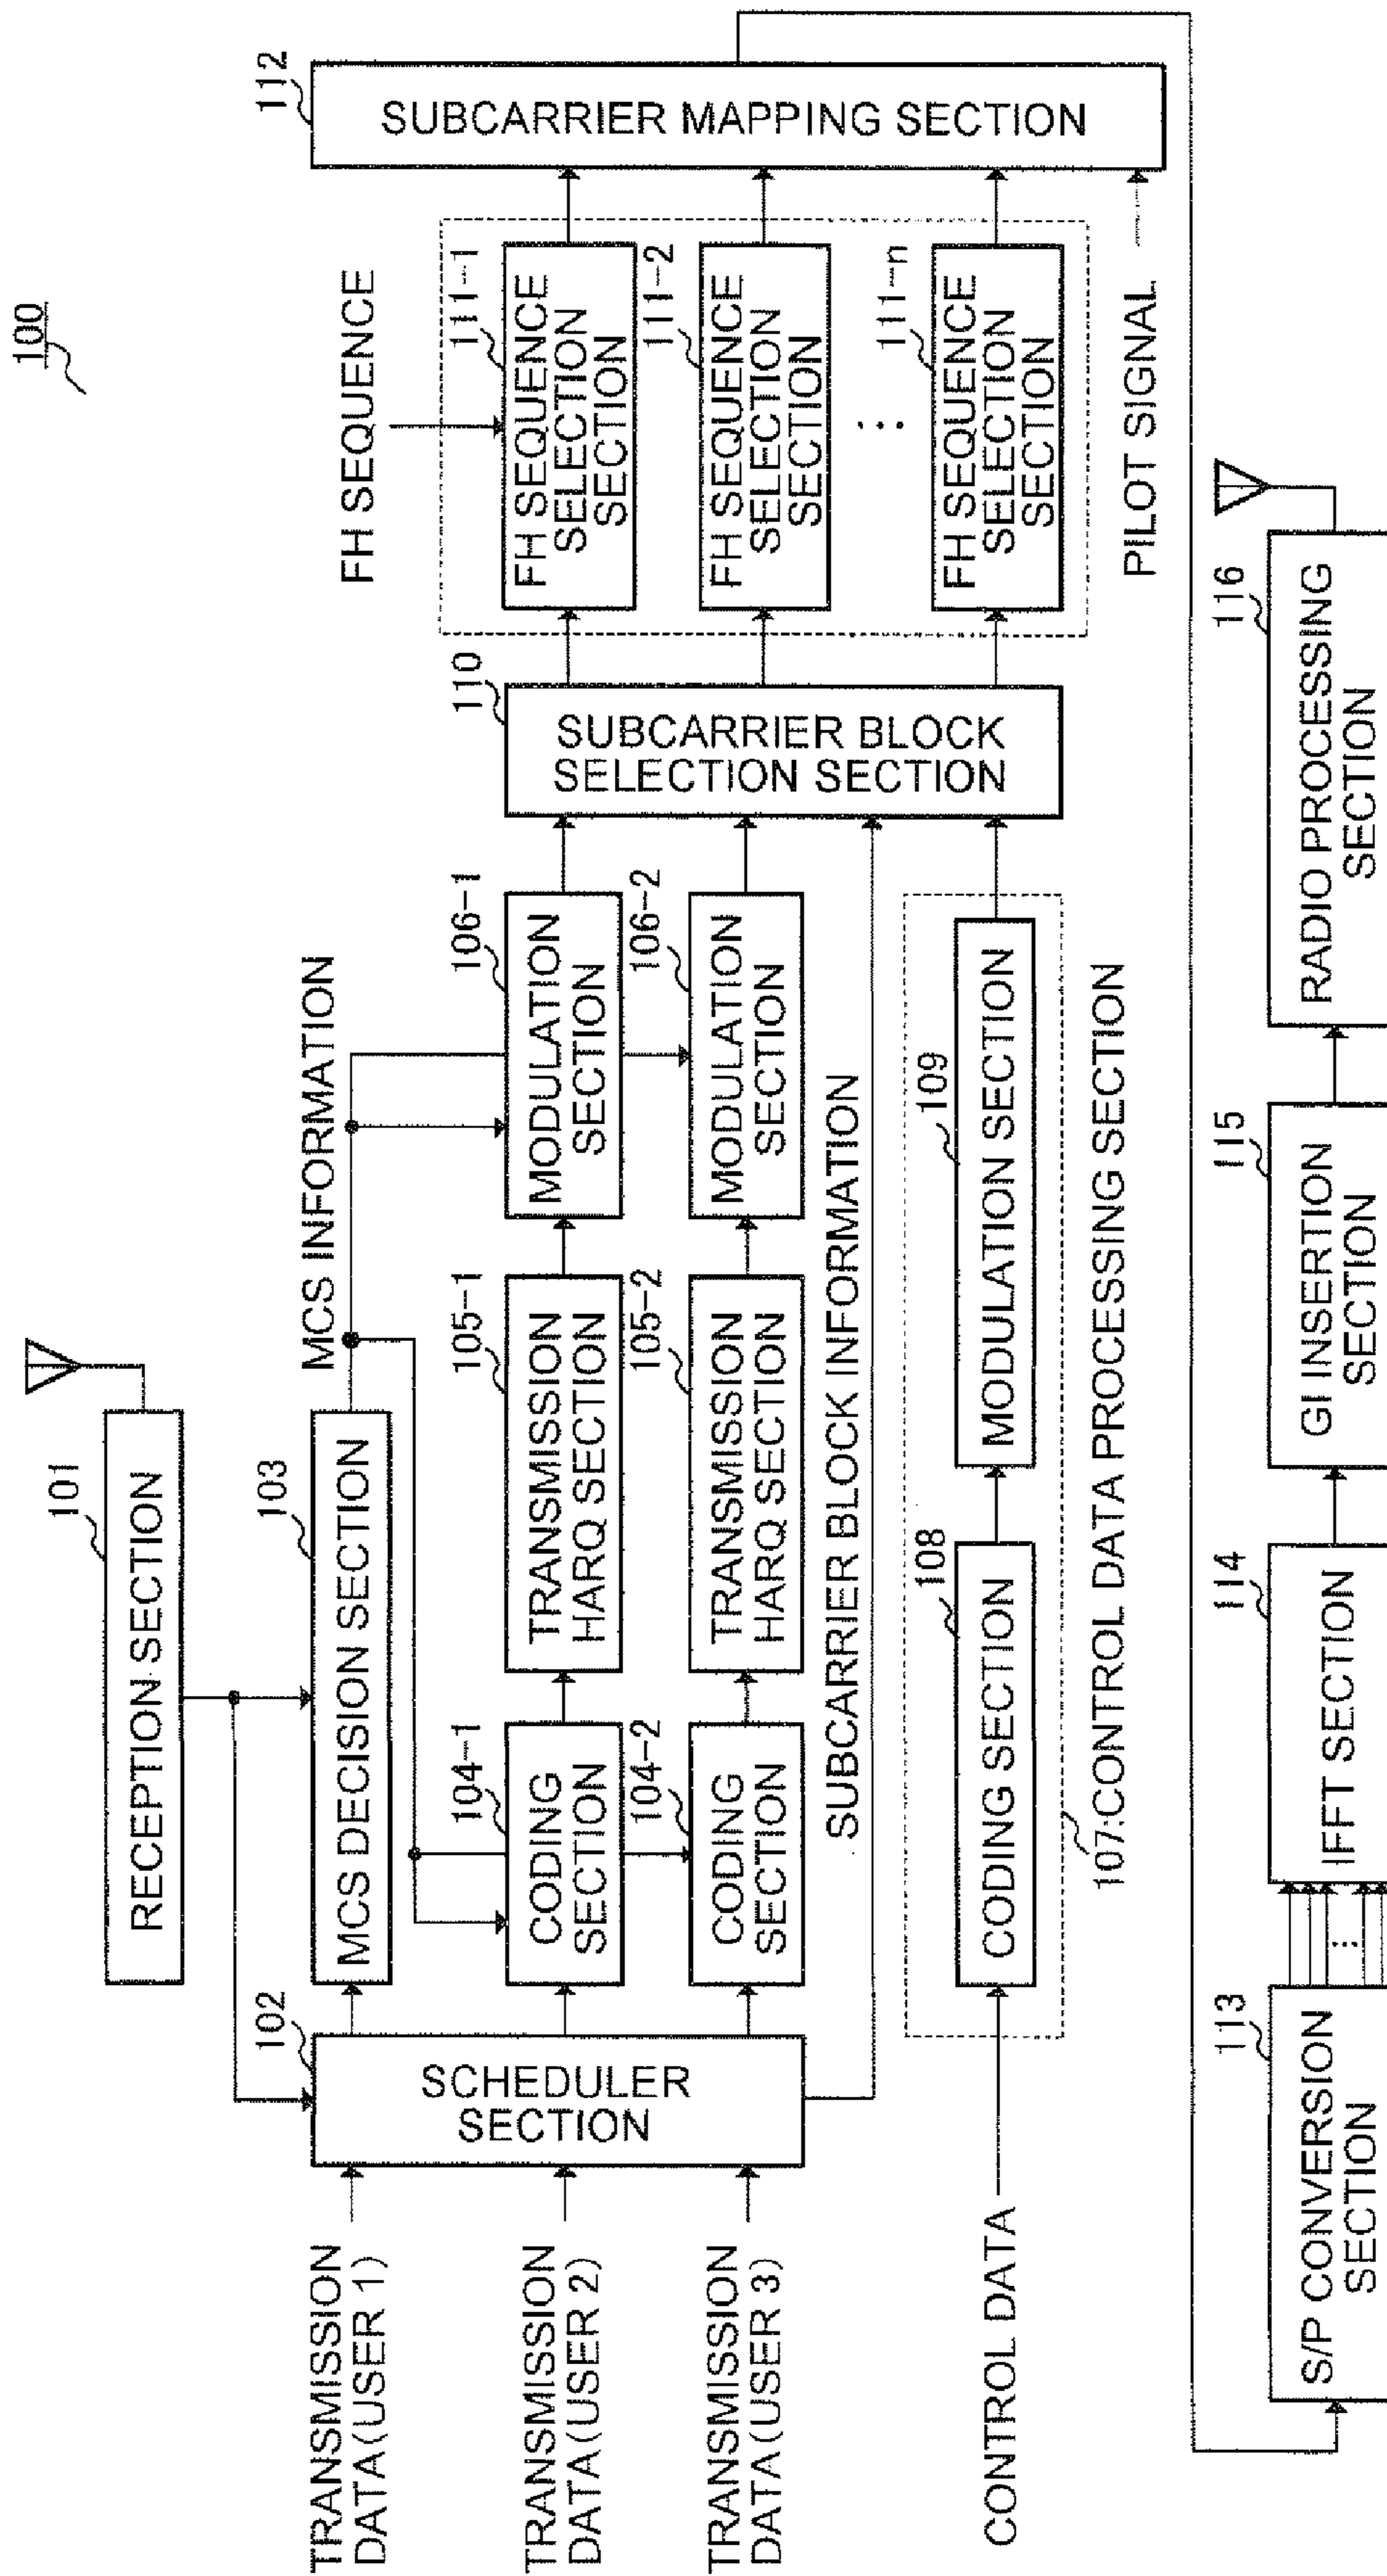 100
101
RECEPTION SECTION
MCS INFORMATION
103
MCS DECISION SECTION
102
SCHEDULER
SECTION
TRANSMISSION
DATA(USER 1)
TRANSMISSION
DATA(USER 2)
TRANSMISSION
DATA(USER 3)
104-1
CODING
SECTION
104-2
CODING
SECTION
105-1
TRANSMISSION
HARQ SECTION
105-2
TRANSMISSION
HARQ SECTION
106-1
MODULATION
SECTION
106-2
MODULATION
SECTION
SUBCARRIER BLOCK INFORMATION
CONTROL DATA
108
CODING SECTION
109
MODULATION SECTION
107:CONTROL DATA PROCESSING SECTION
110
SUBCARRIER BLOCK
SELECTION SECTION
FH SEQUENCE
111-1
FH SEQUENCE
SELECTION
SECTION
111-2
FH SEQUENCE
SELECTION
SECTION
...
111-n
FH SEQUENCE
SELECTION
SECTION
PILOT SIGNAL
112
SUBCARRIER MAPPING SECTION
113
S/P CONVERSION
SECTION
...
114
IFFT SECTION
115
GI INSERTION
SECTION
116
RADIO PROCESSING
SECTION